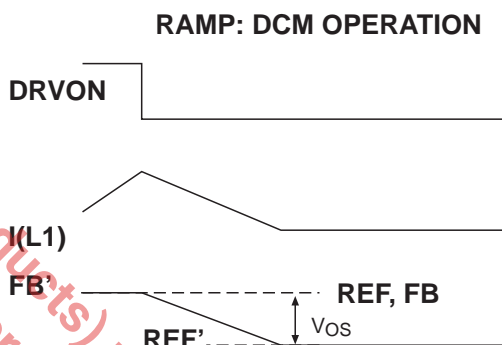 RAMP: DCM OPERATION
DRVON
I(L1)
FB’
REF, FB
VOS
REF’